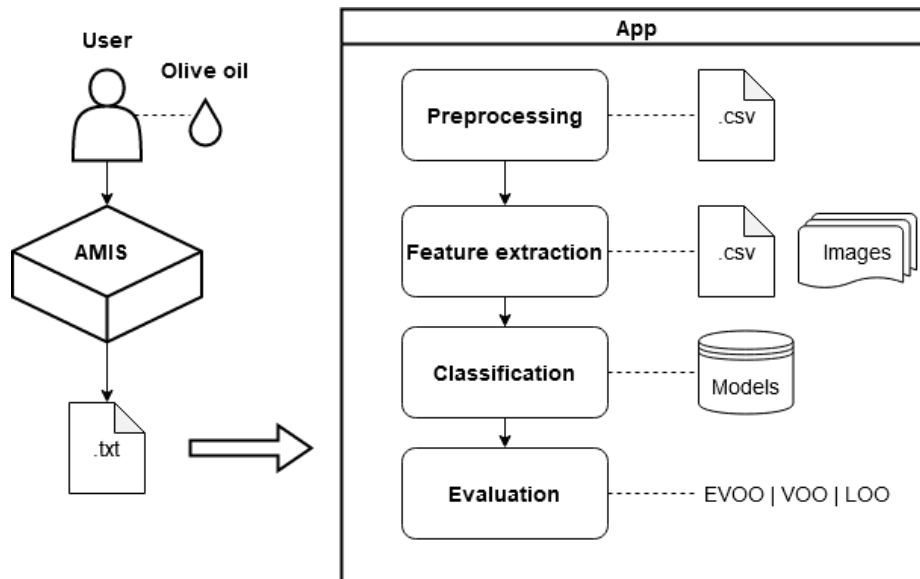 User
Olive oil
AMIS
.txt
App
Preprocessing
.csv
Feature extraction
.csv
Images
Classification
Models
Evaluation
EVOO | VOO | LOO